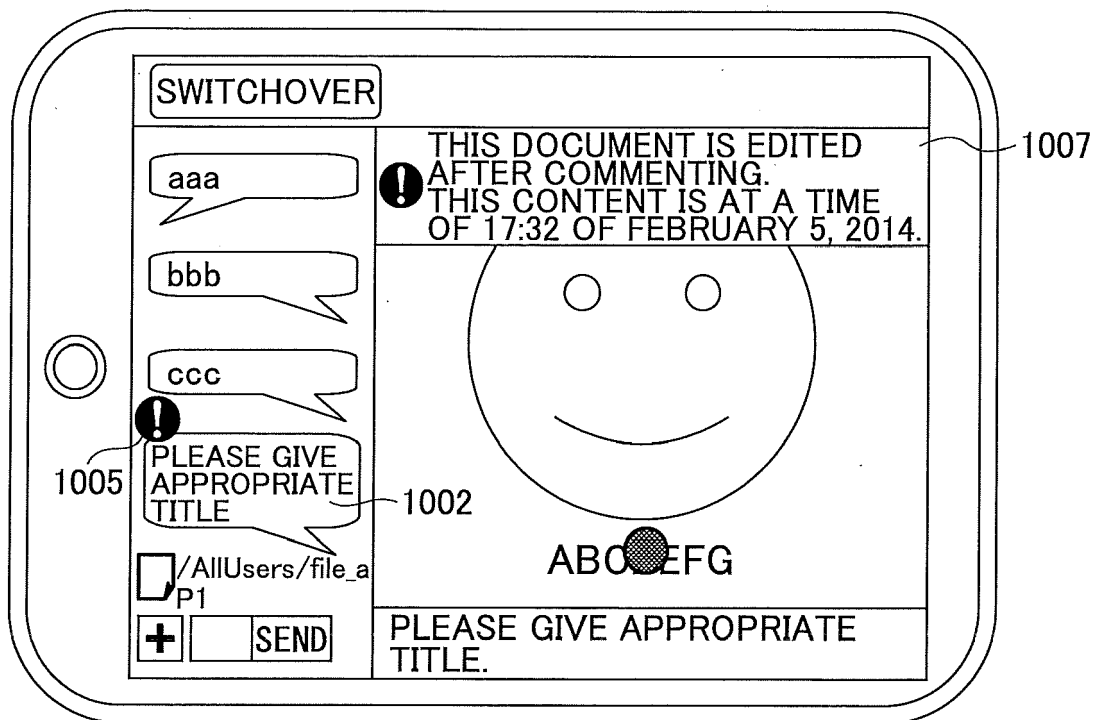 SWITCHOVER
aaa
bbb
ccc
!
PLEASE GIVE
APPROPRIATE
TITLE
1005
1002
/AllUsers/file_a
P1
+
SEND
!
THIS DOCUMENT IS EDITED
AFTER COMMENTING.
THIS CONTENT IS AT A TIME
OF 17:32 OF FEBRUARY 5, 2014.
1007
ABC EFG
PLEASE GIVE APPROPRIATE
TITLE.